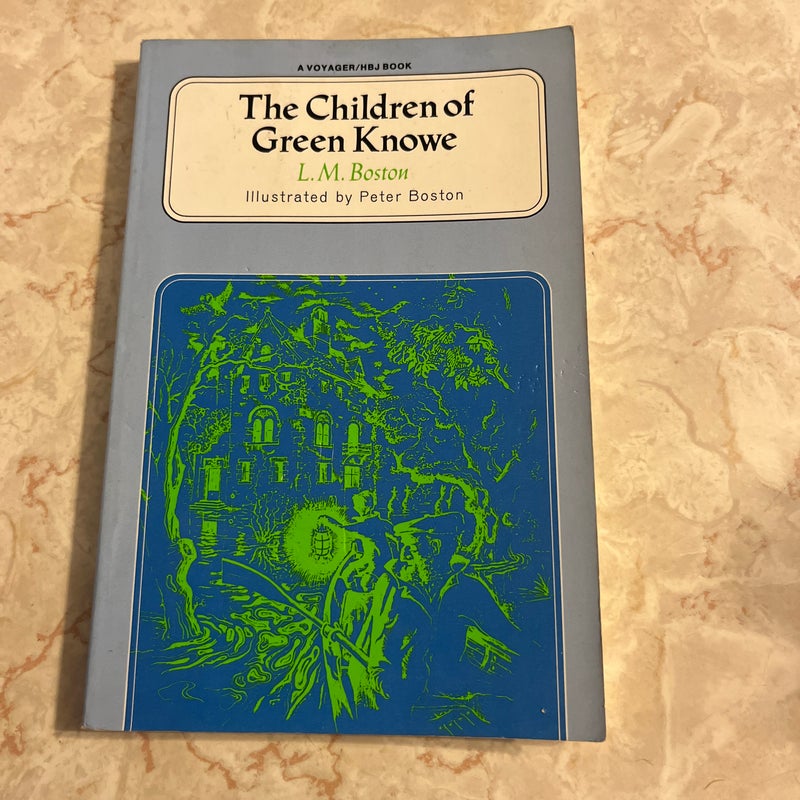 A VOYAGER/HBJ BOOK
The Children of
Green Knowe
L. M. Boston
Illustrated by Peter Boston